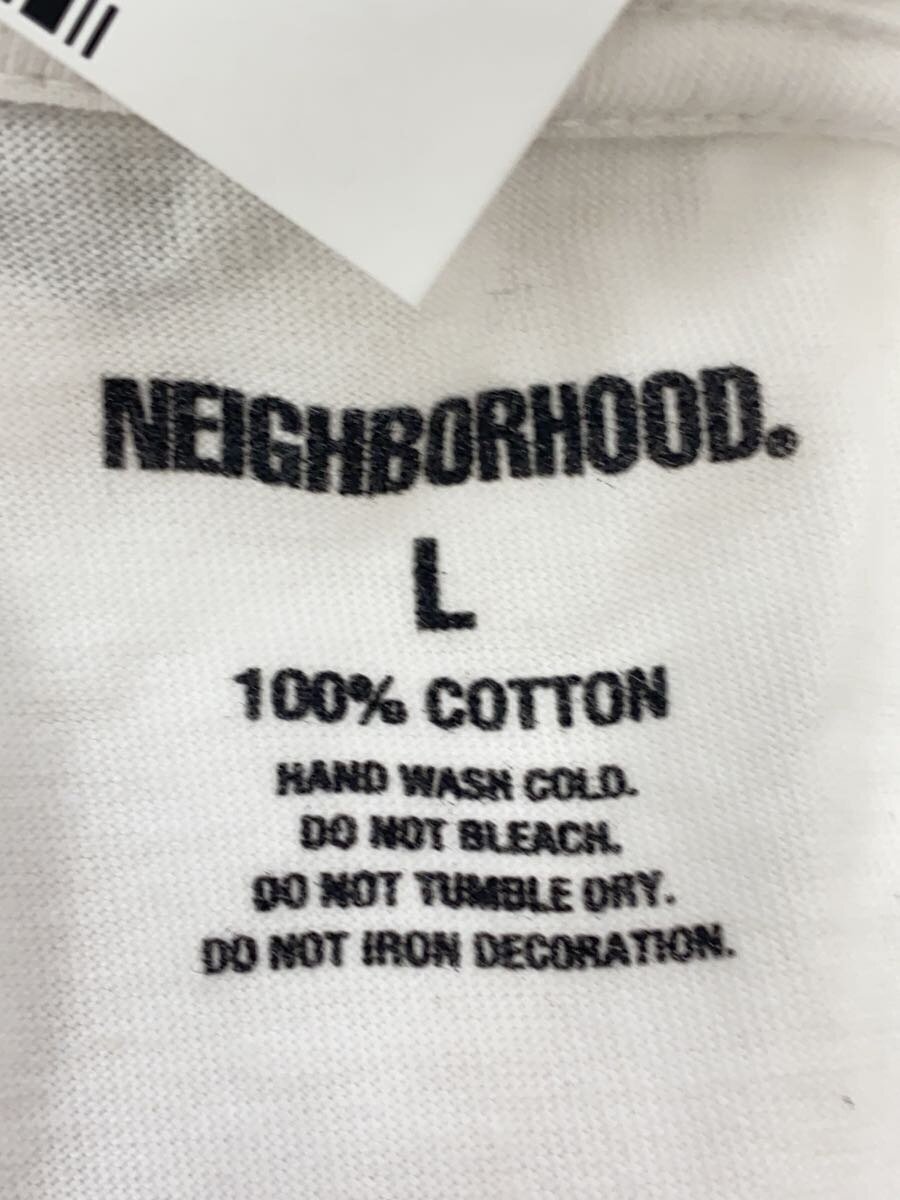 NEIGHBORHOOD.®
L
100% COTTON
HAND WASH COLD.
DO NOT BLEACH.
DO NOT TUMBLE DRY.
DO NOT IRON DECORATION.